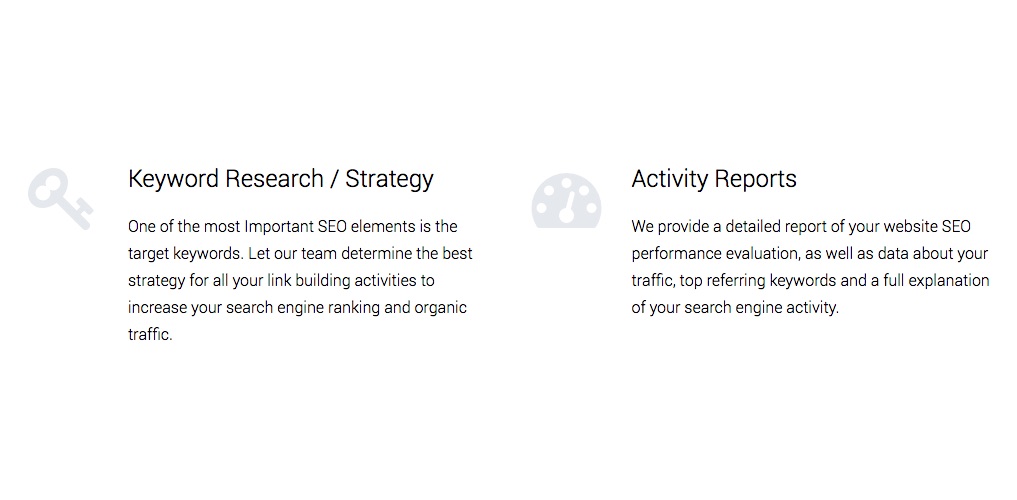 Keyword Research / Strategy
One of the most Important SEO elements is the
target keywords. Let our team determine the best
strategy for all your link building activities to
increase your search engine ranking and organic
traffic.
Activity Reports
We provide a detailed report of your website SEO
performance evaluation, as well as data about your
traffic, top referring keywords and a full explanation
of your search engine activity.